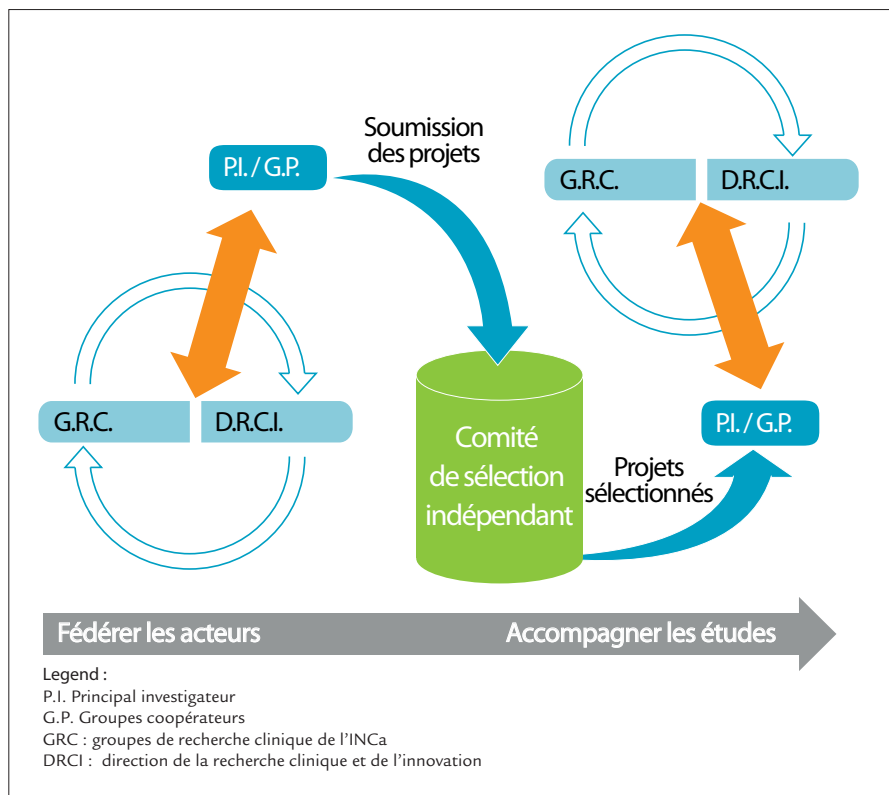 Soumission
des projets
P.I. / G.P.
G.R.C.
D.R.C.I.
G.R.C.
D.R.C.I.
P.I. / G.P.
Comité
de sélection
indépendant
Projets
sélectionnés
Fédérer les acteurs
Accompagner les études
Legend :
P.I. Principal investigateur
G.P. Groupes coopérateurs
GRC : groupes de recherche clinique de l'INCa
DRCI : direction de la recherche clinique et de l'innovation